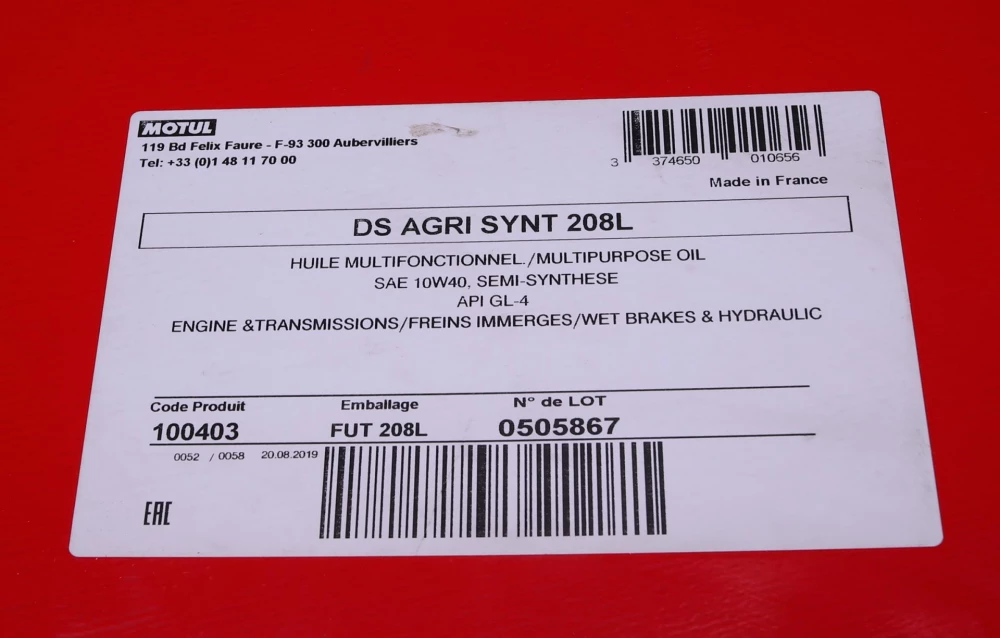 MOTUL
119 Bd Felix Faure - F-93 300 Aubervilliers
Tel: +33 (0)1 48 11 70 00
3 374650 010656
Made in France
DS AGRI SYNT 208L
HUILE MULTIFONCTIONNEL./MULTIPURPOSE OIL
SAE 10W40, SEMI-SYNTHESE
API GL-4
ENGINE &TRANSMISSIONS/FREINS IMMERGES/WET BRAKES & HYDRAULIC
Code Produit Emballage N° de LOT
100403 FUT 208L 0505867
0052 / 0058 20.08.2019
EAC